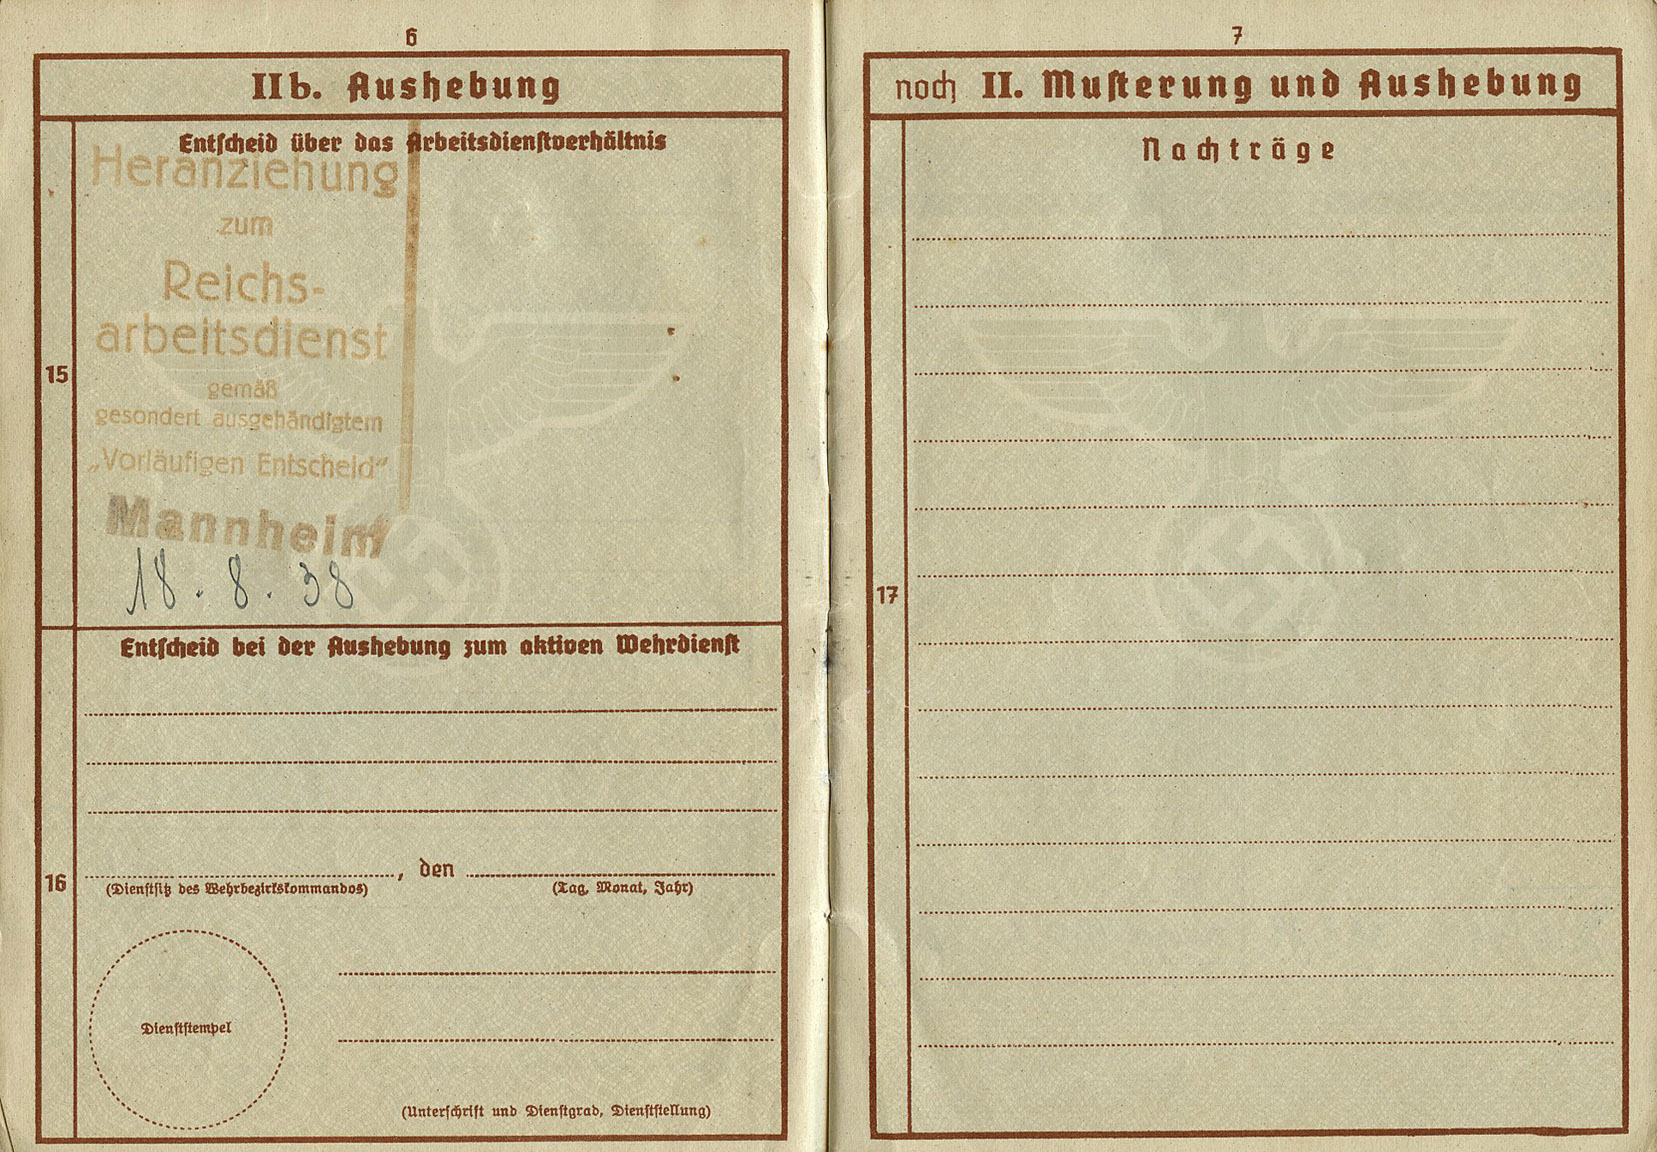 6
IIb. Aushebung
Entscheid über das Arbeitsdienstverhältnis
15
Heranziehung
zum
Reichs-
arbeitsdienst
gemäß
gesondert ausgehändigtem
„Vorläufigen Entscheid“
Mannheim
18. 8. 38
Entscheid bei der Aushebung zum aktiven Wehrdienst
16
, den
(Dienstsitz des Wehrbezirkskommandos) (Tag, Monat, Jahr)
Dienststempel
(Unterschrift und Dienstgrad, Dienststellung)
7
noch II. Musterung und Aushebung
Nachträge
17